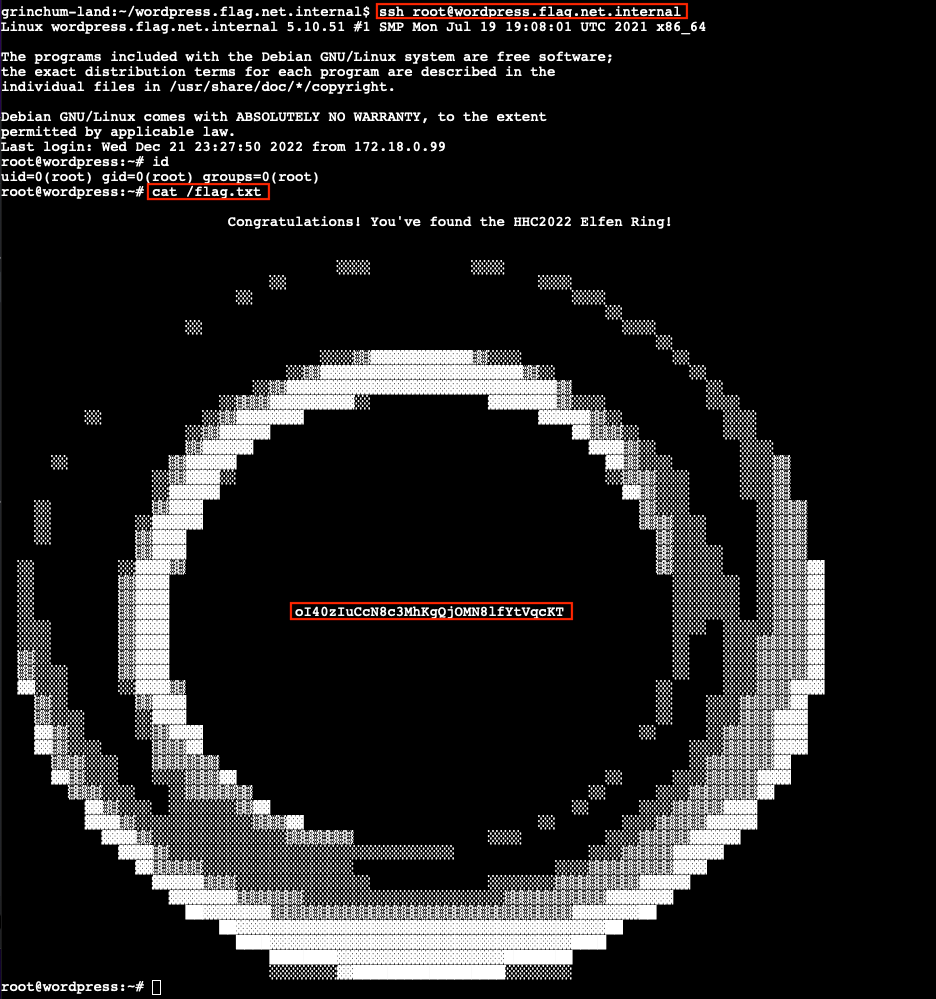 grinchum-land:~/wordpress.flag.net.internal$ ssh root@wordpress.flag.net.internal
Linux wordpress.flag.net.internal 5.10.51 #1 SMP Mon Jul 19 19:08:01 UTC 2021 x86_64
The programs included with the Debian GNU/Linux system are free software;
the exact distribution terms for each program are described in the
individual files in /usr/share/doc/*/copyright.
Debian GNU/Linux comes with ABSOLUTELY NO WARRANTY, to the extent
permitted by applicable law.
Last login: Wed Dec 21 23:27:50 2022 from 172.18.0.99
root@wordpress:~# id
uid=0(root) gid=0(root) groups=0(root)
root@wordpress:~# cat /flag.txt
Congratulations! You've found the HHC2022 Elfen Ring!
oI40zIuCcN8c3MhKgQjOMN8lfYtVqcKT
root@wordpress:~#